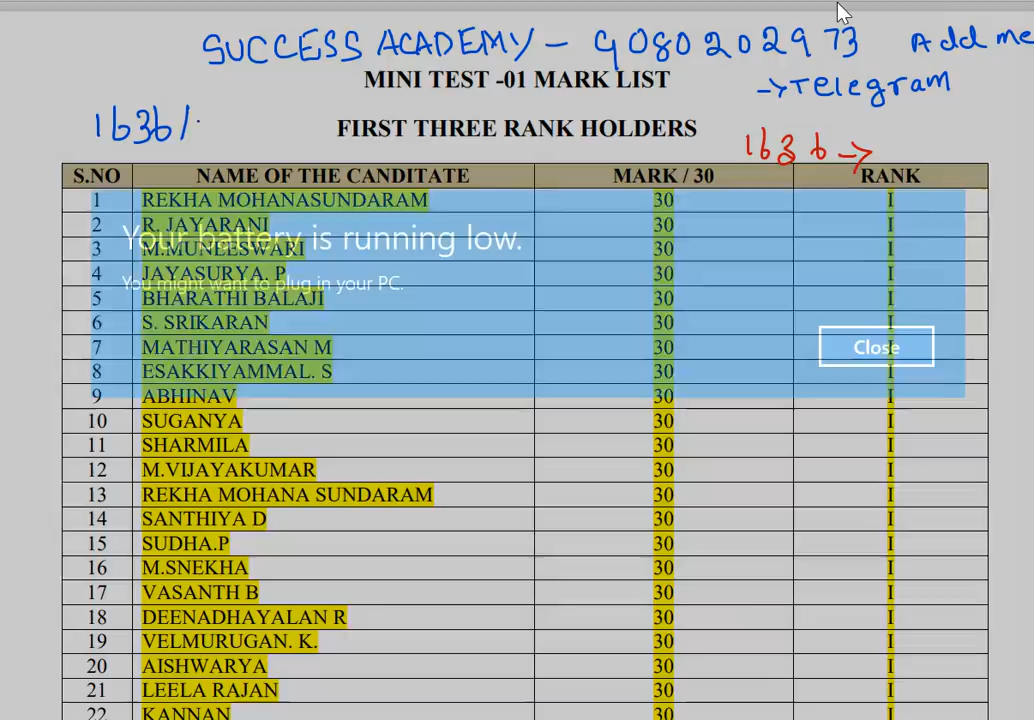 SUCCESS ACADEMY - 9080202973 Add me
→ Telegram
MINI TEST -01 MARK LIST
1636/.
FIRST THREE RANK HOLDERS
1636 →
S.NO NAME OF THE CANDITATE MARK / 30 RANK
1 REKHA MOHANASUNDARAM 30 I
2 R. JAYARANI 30 I
Your battery is running low.
3 M.MUNEESWARI 30 I
4 JAYASURYA. P 30 I
You might want to plug in your PC.
5 BHARATHI BALAJI 30 I
6 S. SRIKARAN 30 I
7 MATHIYARASAN M 30 I
Close
8 ESAKKIYAMMAL. S 30 I
9 ABHINAV 30 I
10 SUGANYA 30 I
11 SHARMILA 30 I
12 M.VIJAYAKUMAR 30 I
13 REKHA MOHANA SUNDARAM 30 I
14 SANTHIYA D 30 I
15 SUDHA.P 30 I
16 M.SNEKHA 30 I
17 VASANTH B 30 I
18 DEENADHAYALAN R 30 I
19 VELMURUGAN. K. 30 I
20 AISHWARYA 30 I
21 LEELA RAJAN 30 I
22 KANNAN 30 I